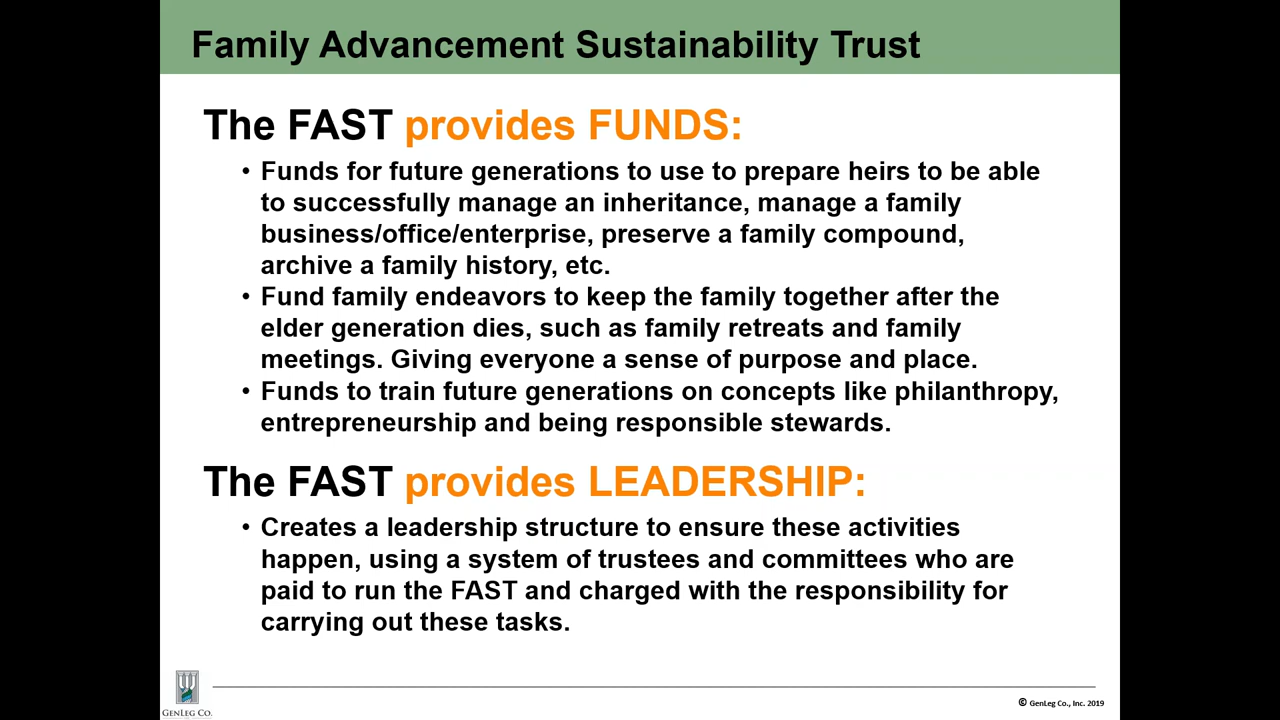 Family Advancement Sustainability Trust
The FAST provides FUNDS:
• Funds for future generations to use to prepare heirs to be able
to successfully manage an inheritance, manage a family
business/office/enterprise, preserve a family compound,
archive a family history, etc.
• Fund family endeavors to keep the family together after the
elder generation dies, such as family retreats and family
meetings. Giving everyone a sense of purpose and place.
• Funds to train future generations on concepts like philanthropy,
entrepreneurship and being responsible stewards.
The FAST provides LEADERSHIP:
• Creates a leadership structure to ensure these activities
happen, using a system of trustees and committees who are
paid to run the FAST and charged with the responsibility for
carrying out these tasks.
GENLEG CO.
© GenLeg Co., Inc. 2019